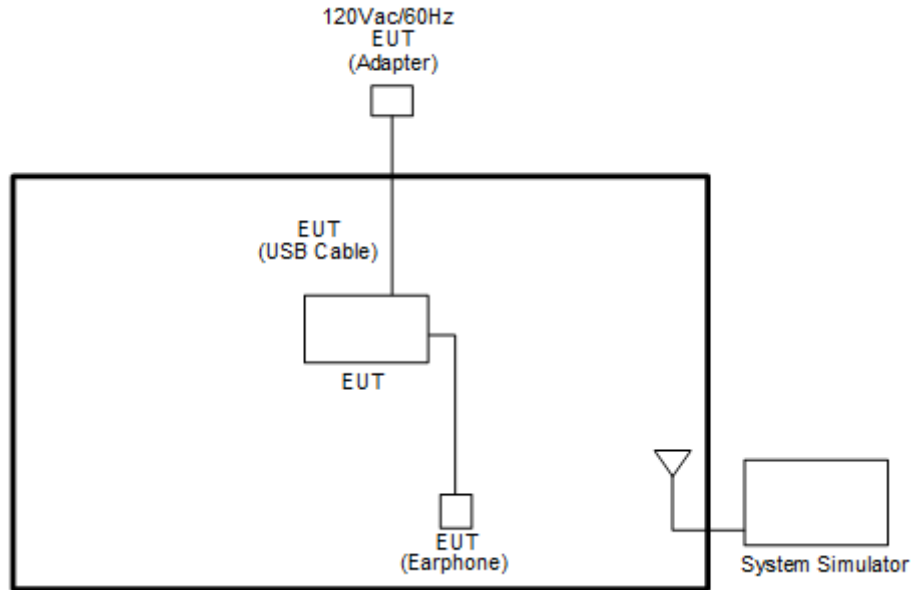 120Vac/60Hz
EUT
(Adapter)
EUT
(USB Cable)
EUT
EUT
(Earphone)
System Simulator